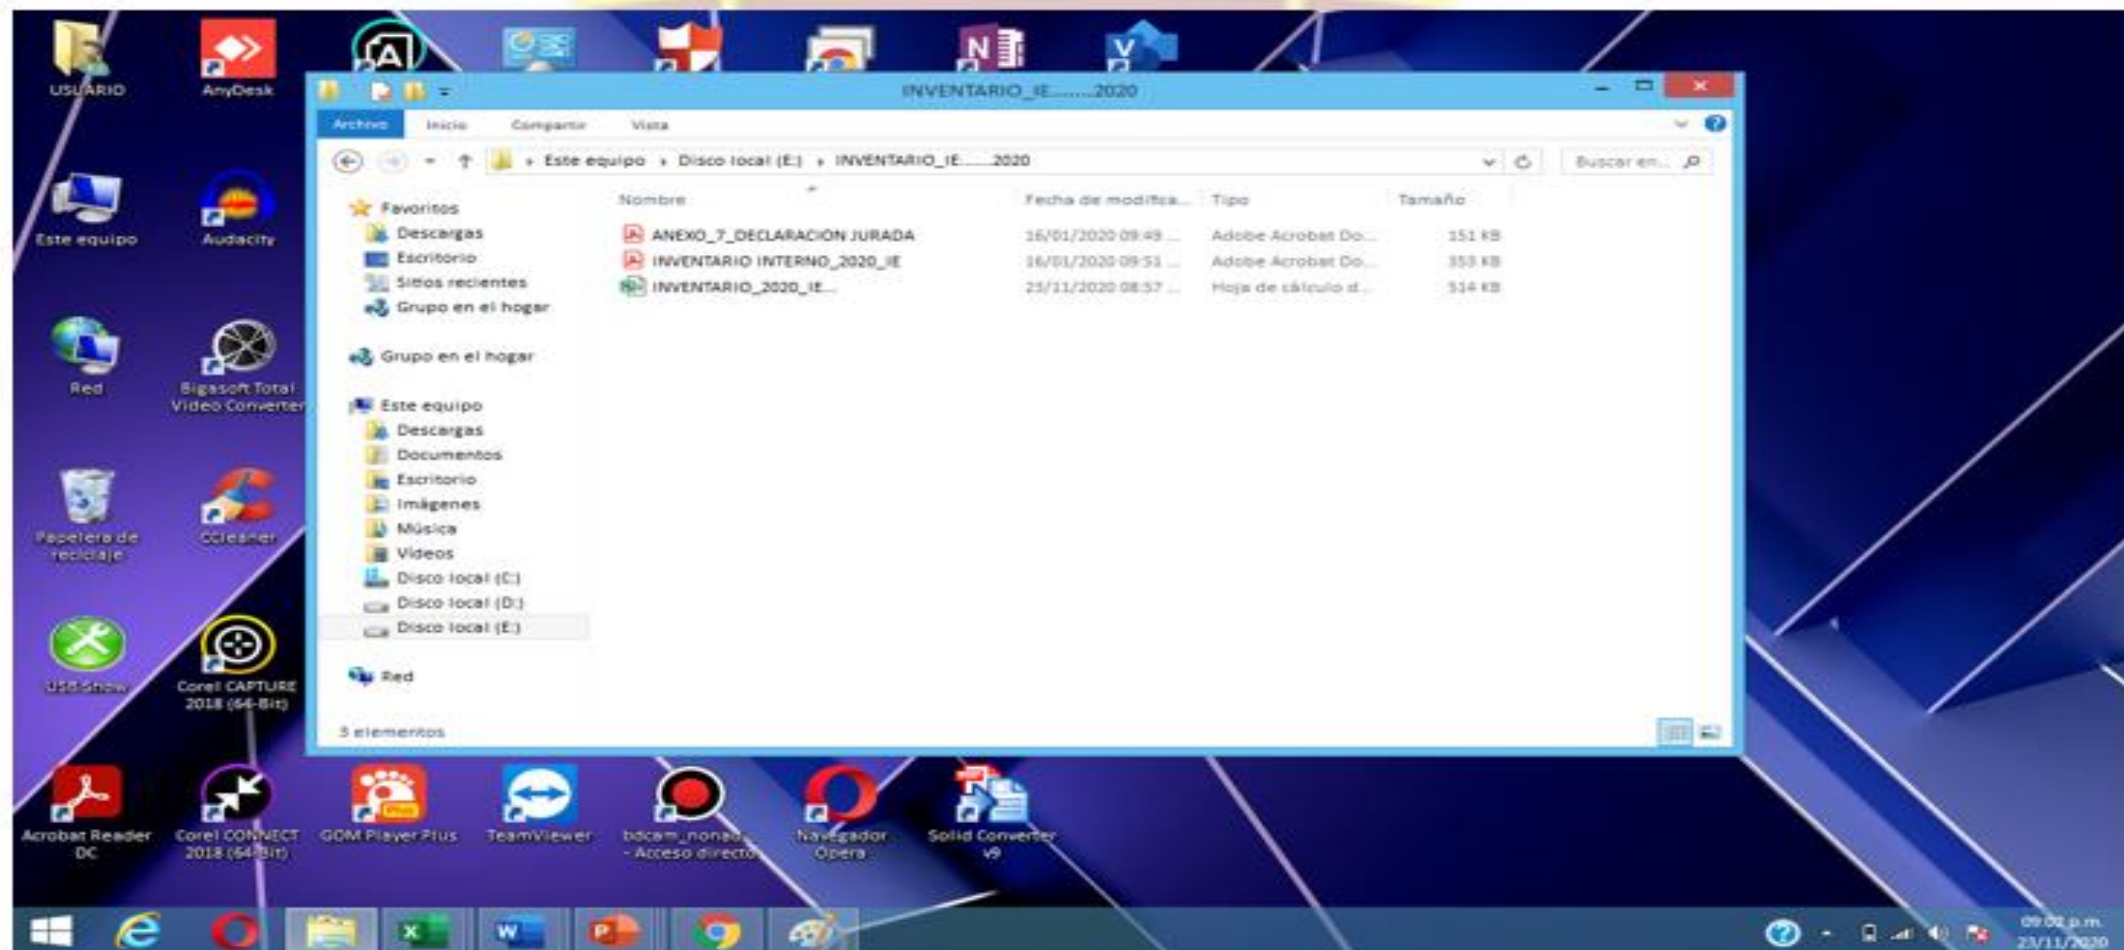 USUARIO
AnyDesk
INVENTARIO_IE........2020
Archivo Inicio Compartir Vista
Este equipo Disco local (E:) INVENTARIO_IE......2020
Buscar en...
Favoritos
Descargas
Escritorio
Sitios recientes
Grupo en el hogar
Grupo en el hogar
Este equipo
Descargas
Documentos
Escritorio
Imágenes
Música
Vídeos
Disco local (C:)
Disco local (D:)
Disco local (E:)
Red
3 elementos
Nombre Fecha de modifica... Tipo Tamaño
ANEXO_7_DECLARACION JURADA 16/01/2020 09:49 ... Adobe Acrobat Do... 151 KB
INVENTARIO INTERNO_2020_IE 16/01/2020 09:51 ... Adobe Acrobat Do... 353 KB
INVENTARIO_2020_IE... 23/11/2020 08:57 ... Hoja de cálculo d... 514 KB
Este equipo
Audacity
Red
Bigasoft Total
Video Converter
Papelera de
reciclaje
CCleaner
USB Show
Corel CAPTURE
2018 (64-Bit)
Acrobat Reader
DC
Corel CONNECT
2018 (64-Bit)
GOM Player Plus
TeamViewer
bdcam_nonad...
- Acceso directo
Navegador
Opera
Solid Converter
v9
09:02 p.m.
23/11/2020